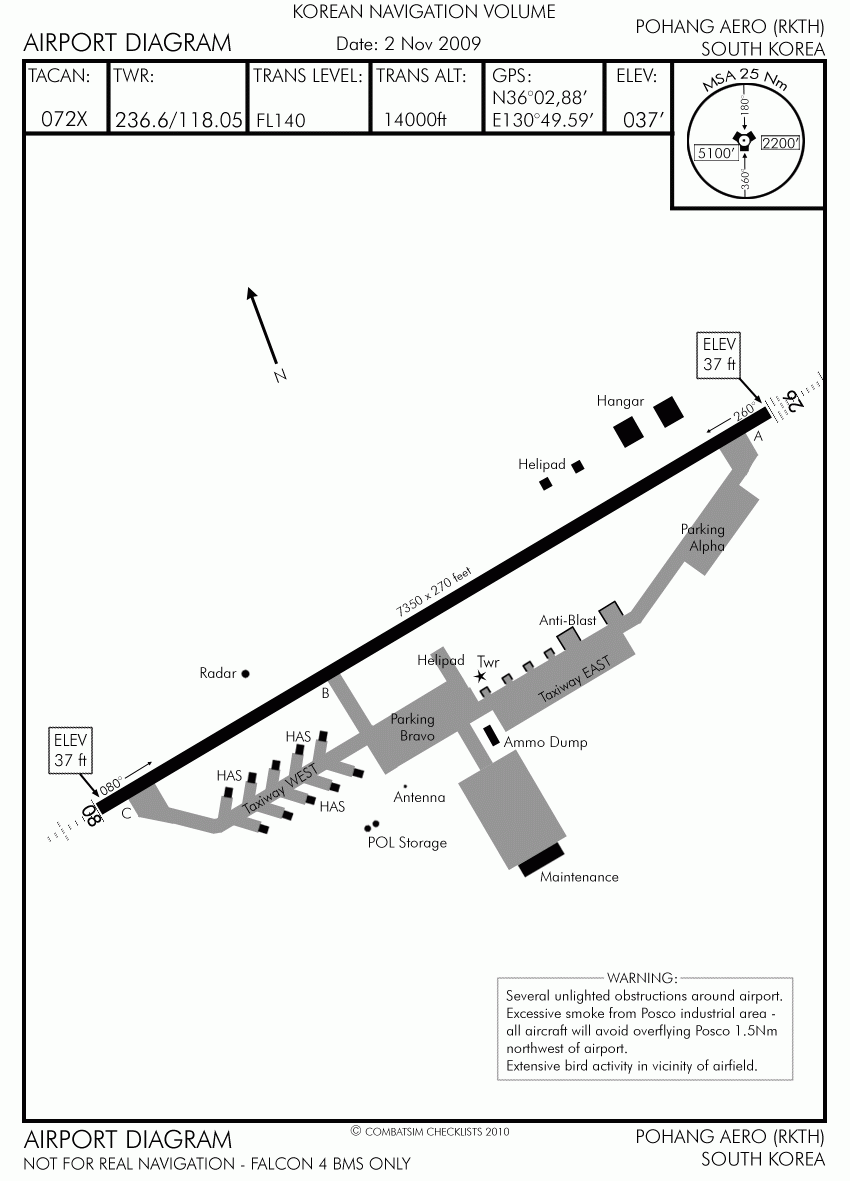 KOREAN NAVIGATION VOLUME
AIRPORT DIAGRAM
Date: 2 Nov 2009
POHANG AERO (RKTH)
SOUTH KOREA
TACAN:
072X
TWR:
236.6/118.05
TRANS LEVEL:
FL140
TRANS ALT:
14000ft
GPS:
N36°02,88’
E130°49.59’
ELEV:
037’
MSA 25 Nm
180°
5100’
2200’
360°
N
ELEV
37 ft
26
260°
A
Hangar
Helipad
Parking
Alpha
7350 x 270 feet
Anti-Blast
Helipad
Twr
Taxiway EAST
Radar
B
Parking
Bravo
Ammo Dump
ELEV
37 ft
HAS
HAS
Taxiway WEST
HAS
080°
08
C
Antenna
POL Storage
Maintenance
WARNING:
Several unlighted obstructions around airport.
Excessive smoke from Posco industrial area -
all aircraft will avoid overflying Posco 1.5Nm
northwest of airport.
Extensive bird activity in vicinity of airfield.
AIRPORT DIAGRAM
NOT FOR REAL NAVIGATION - FALCON 4 BMS ONLY
© COMBATSIM CHECKLISTS 2010
POHANG AERO (RKTH)
SOUTH KOREA